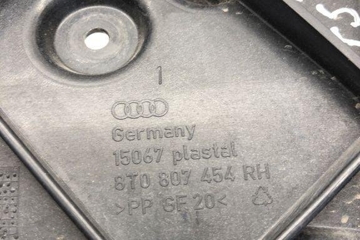 1
Germany
15067 plastal
8T0 807 454 RH
>PP GF 20<